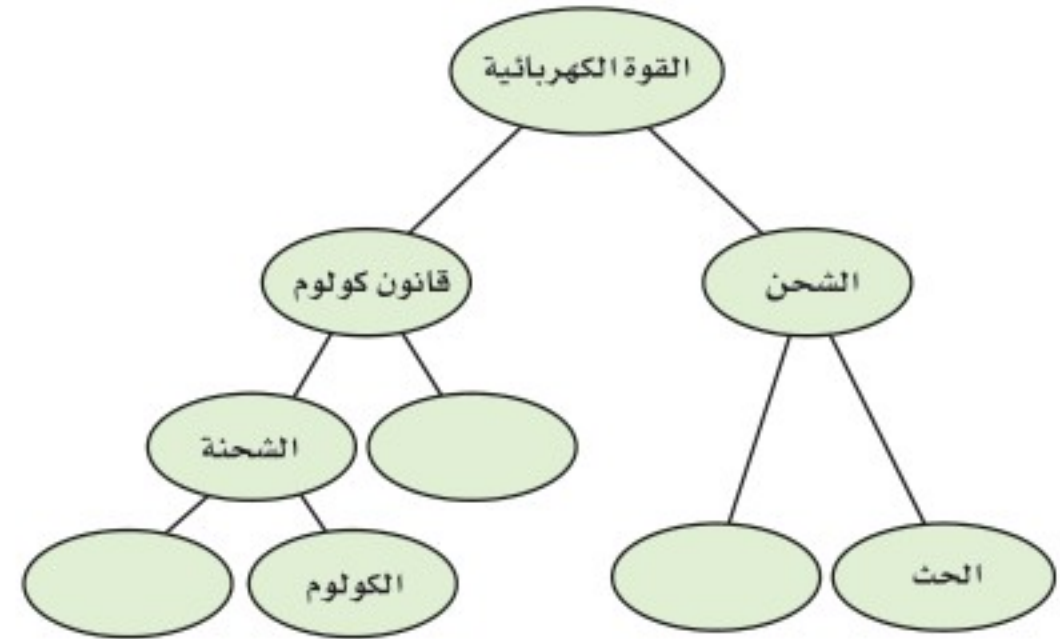 القوة الكهربائية
قانون كولوم
الشحن
الشحنة
الكولوم
الحث